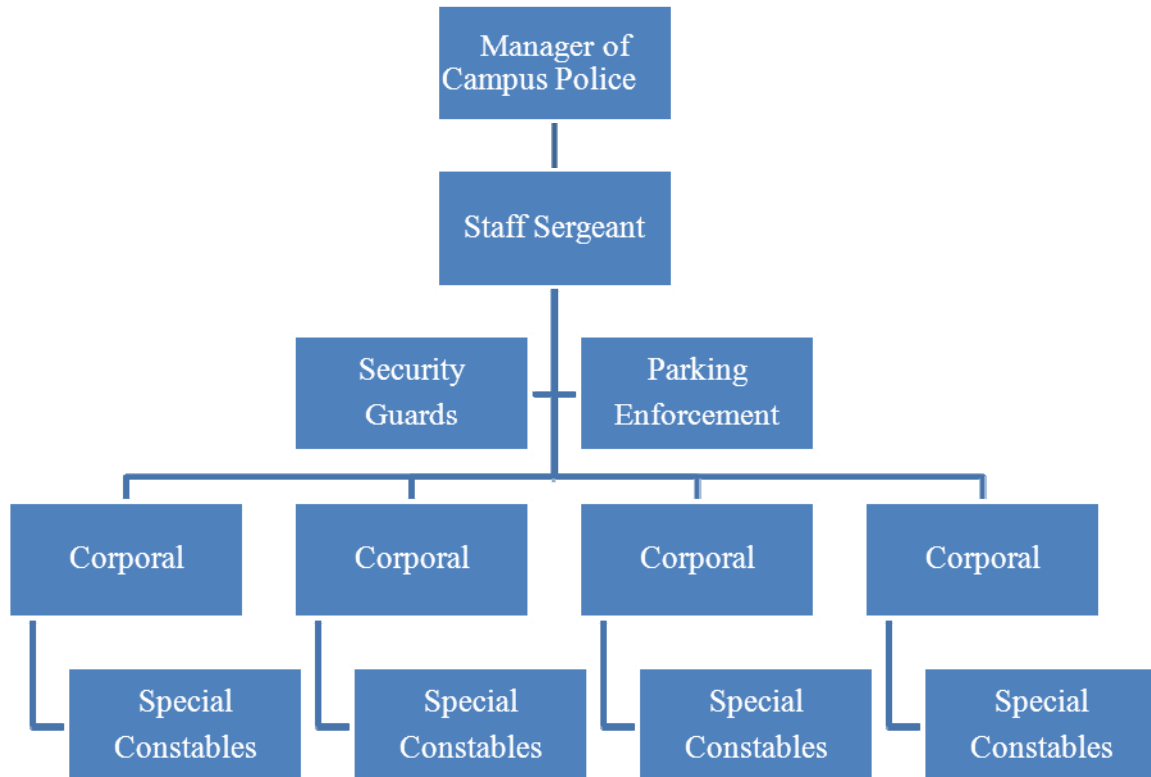 Manager of
Campus Police
Staff Sergeant
Security
Guards
Parking
Enforcement
Corporal
Corporal
Corporal
Corporal
Special
Constables
Special
Constables
Special
Constables
Special
Constables